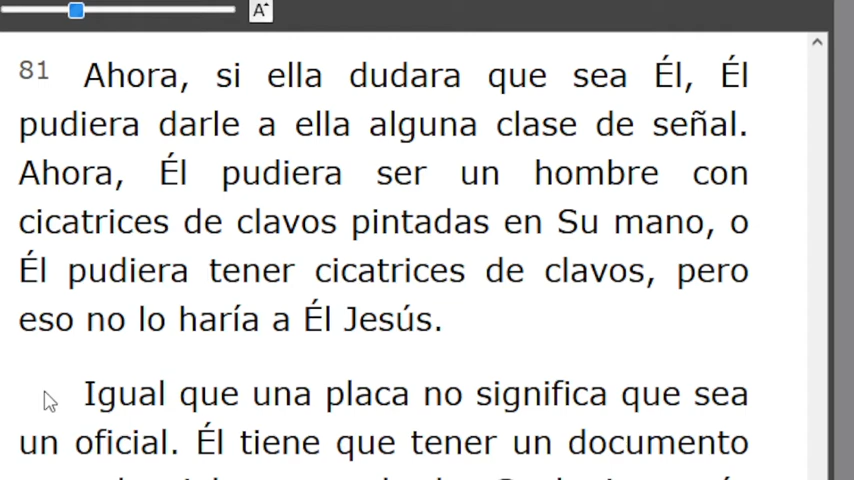 A
81 Ahora, si ella dudara que sea Él, Él
pudiera darle a ella alguna clase de señal.
Ahora, Él pudiera ser un hombre con
cicatrices de clavos pintadas en Su mano, o
Él pudiera tener cicatrices de clavos, pero
eso no lo haría a Él Jesús.
Igual que una placa no significa que sea
un oficial. Él tiene que tener un documento